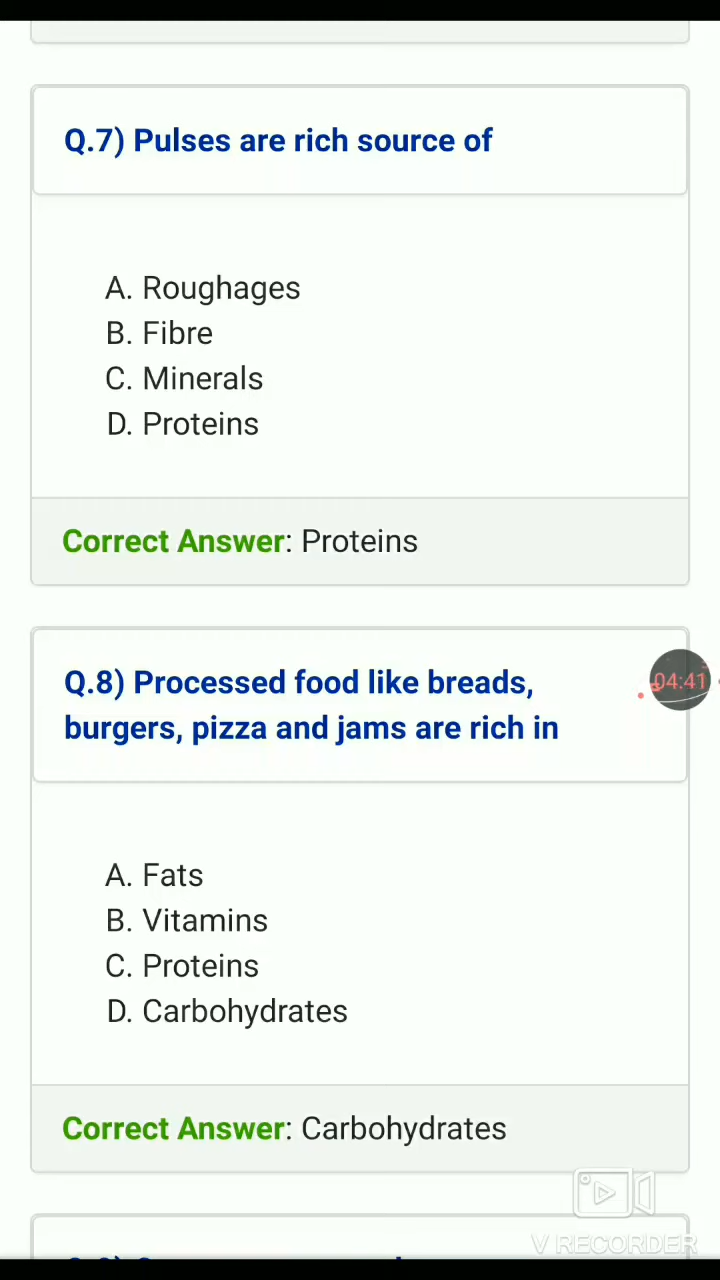 Q.7) Pulses are rich source of
A. Roughages
B. Fibre
C. Minerals
D. Proteins
Correct Answer: Proteins
Q.8) Processed food like breads,
burgers, pizza and jams are rich in
04:41
A. Fats
B. Vitamins
C. Proteins
D. Carbohydrates
Correct Answer: Carbohydrates
V RECORDER